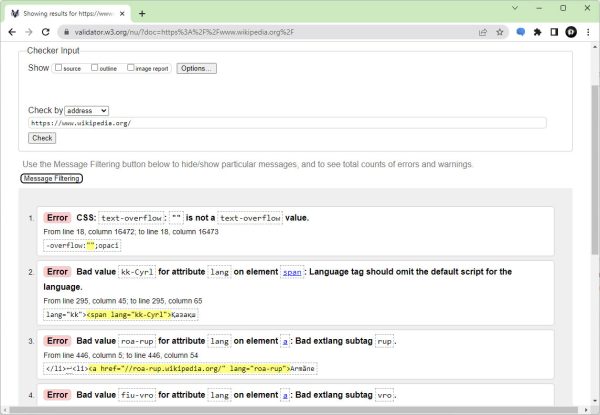 Showing results for https://www
validator.w3.org/nu/?doc=https%3A%2F%2Fwww.wikipedia.org%2F
Checker Input
Show source outline image report Options...
Check by address
https://www.wikipedia.org/
Check
Use the Message Filtering button below to hide/show particular messages, and to see total counts of errors and warnings.
Message Filtering
1. Error CSS: text-overflow: "" is not a text-overflow value.
From line 18, column 16472; to line 18, column 16473
-overflow:"";opaci
2. Error Bad value kk-Cyrl for attribute lang on element span: Language tag should omit the default script for the
language.
From line 295, column 45; to line 295, column 65
lang="kk"><span lang="kk-Cyrl">Қазақш
3. Error Bad value roa-rup for attribute lang on element a: Bad extlang subtag rup.
From line 446, column 5; to line 446, column 54
</li>↩<li><a href="//roa-rup.wikipedia.org/" lang="roa-rup">Armãne
4. Error Bad value fiu-vro for attribute lang on element a: Bad extlang subtag vro.